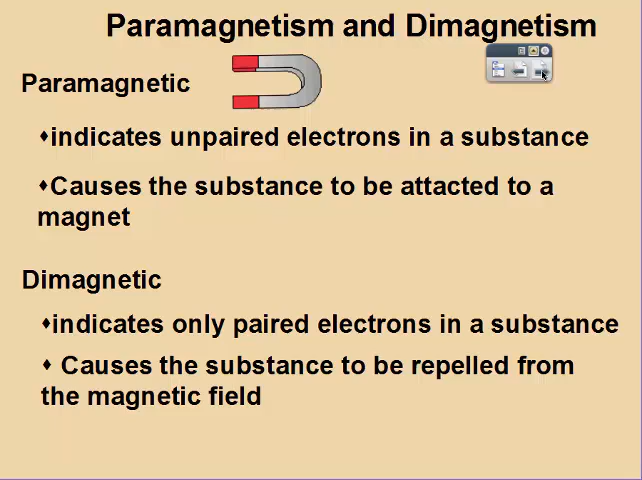 Paramagnetism and Dimagnetism
Paramagnetic
♦indicates unpaired electrons in a substance
♦Causes the substance to be attacted to a
magnet
Dimagnetic
♦indicates only paired electrons in a substance
♦ Causes the substance to be repelled from
the magnetic field